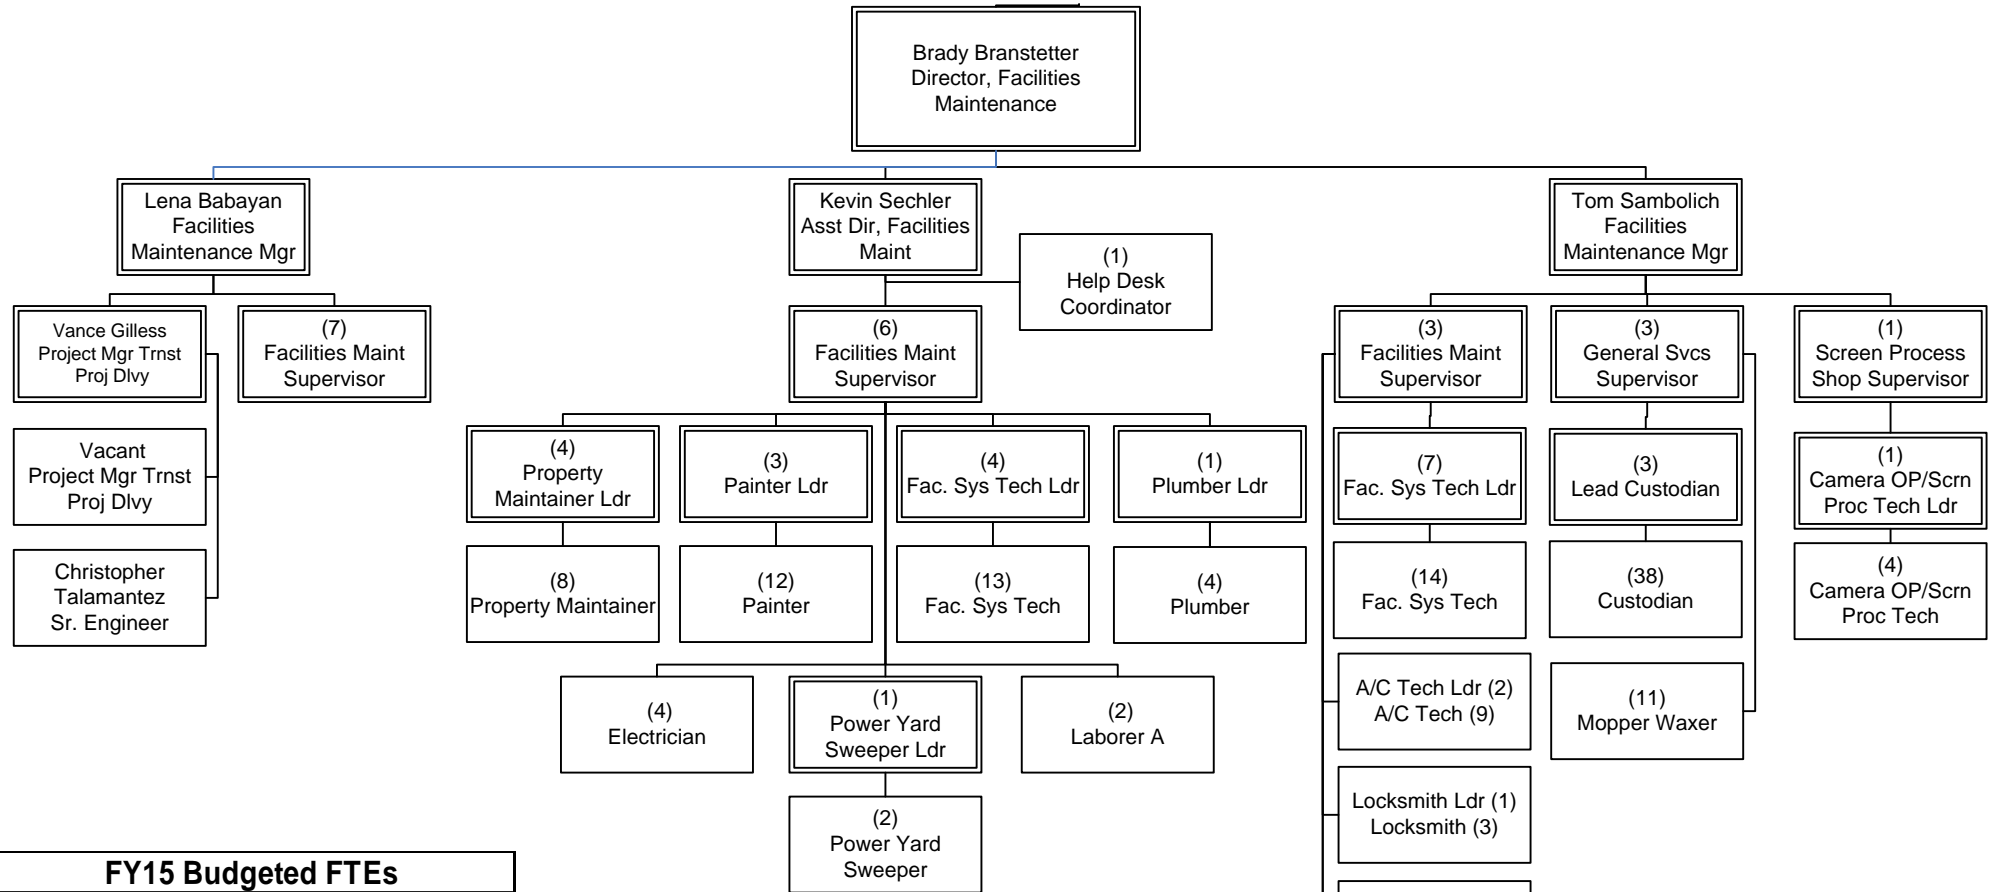 Brady Branstetter
Director, Facilities
Maintenance
Lena Babayan
Facilities
Maintenance Mgr
Kevin Sechler
Asst Dir, Facilities
Maint
Tom Sambolich
Facilities
Maintenance Mgr
(1)
Help Desk
Coordinator
Vance Gilless
Project Mgr Trnst
Proj Dlvy
(7)
Facilities Maint
Supervisor
(6)
Facilities Maint
Supervisor
(3)
Facilities Maint
Supervisor
(3)
General Svcs
Supervisor
(1)
Screen Process
Shop Supervisor
Vacant
Project Mgr Trnst
Proj Dlvy
(4)
Property
Maintainer Ldr
(3)
Painter Ldr
(4)
Fac. Sys Tech Ldr
(1)
Plumber Ldr
(7)
Fac. Sys Tech Ldr
(3)
Lead Custodian
(1)
Camera OP/Scrn
Proc Tech Ldr
Christopher
Talamantez
Sr. Engineer
(8)
Property Maintainer
(12)
Painter
(13)
Fac. Sys Tech
(4)
Plumber
(14)
Fac. Sys Tech
(38)
Custodian
(4)
Camera OP/Scrn
Proc Tech
(4)
Electrician
(1)
Power Yard
Sweeper Ldr
(2)
Laborer A
A/C Tech Ldr (2)
A/C Tech (9)
(11)
Mopper Waxer
(2)
Power Yard
Sweeper
Locksmith Ldr (1)
Locksmith (3)
FY15 Budgeted FTEs